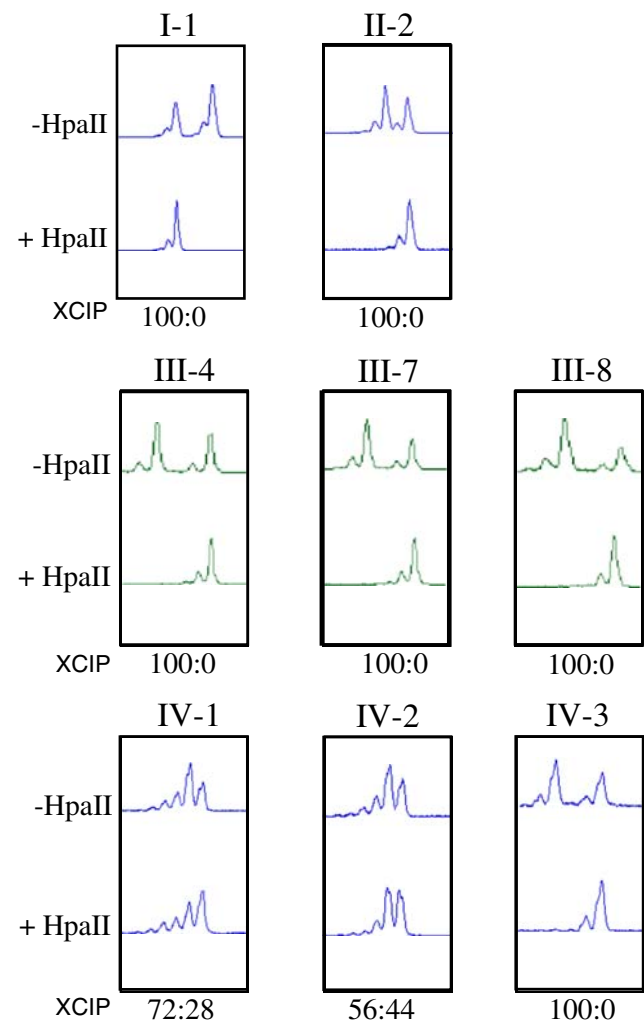 I-1 II-2
-HpaII
+ HpaII
XCIP 100:0 100:0
III-4 III-7 III-8
-HpaII
+ HpaII
XCIP 100:0 100:0 100:0
IV-1 IV-2 IV-3
-HpaII
+ HpaII
XCIP 72:28 56:44 100:0